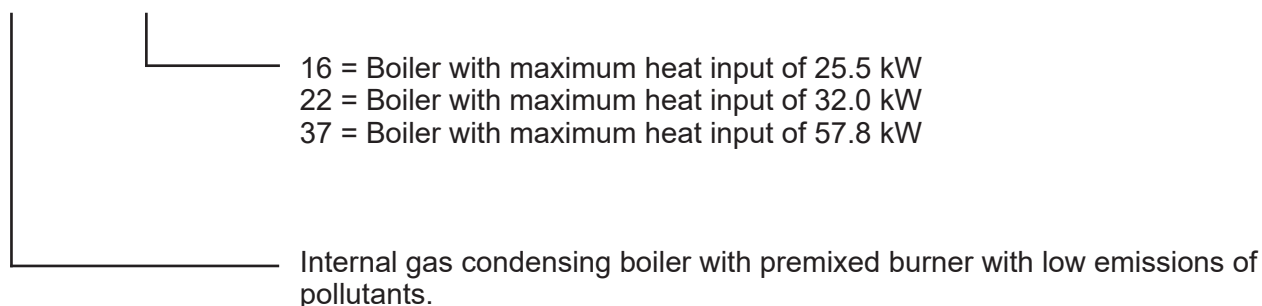 16 = Boiler with maximum heat input of 25.5 kW
22 = Boiler with maximum heat input of 32.0 kW
37 = Boiler with maximum heat input of 57.8 kW
Internal gas condensing boiler with premixed burner with low emissions of
pollutants.